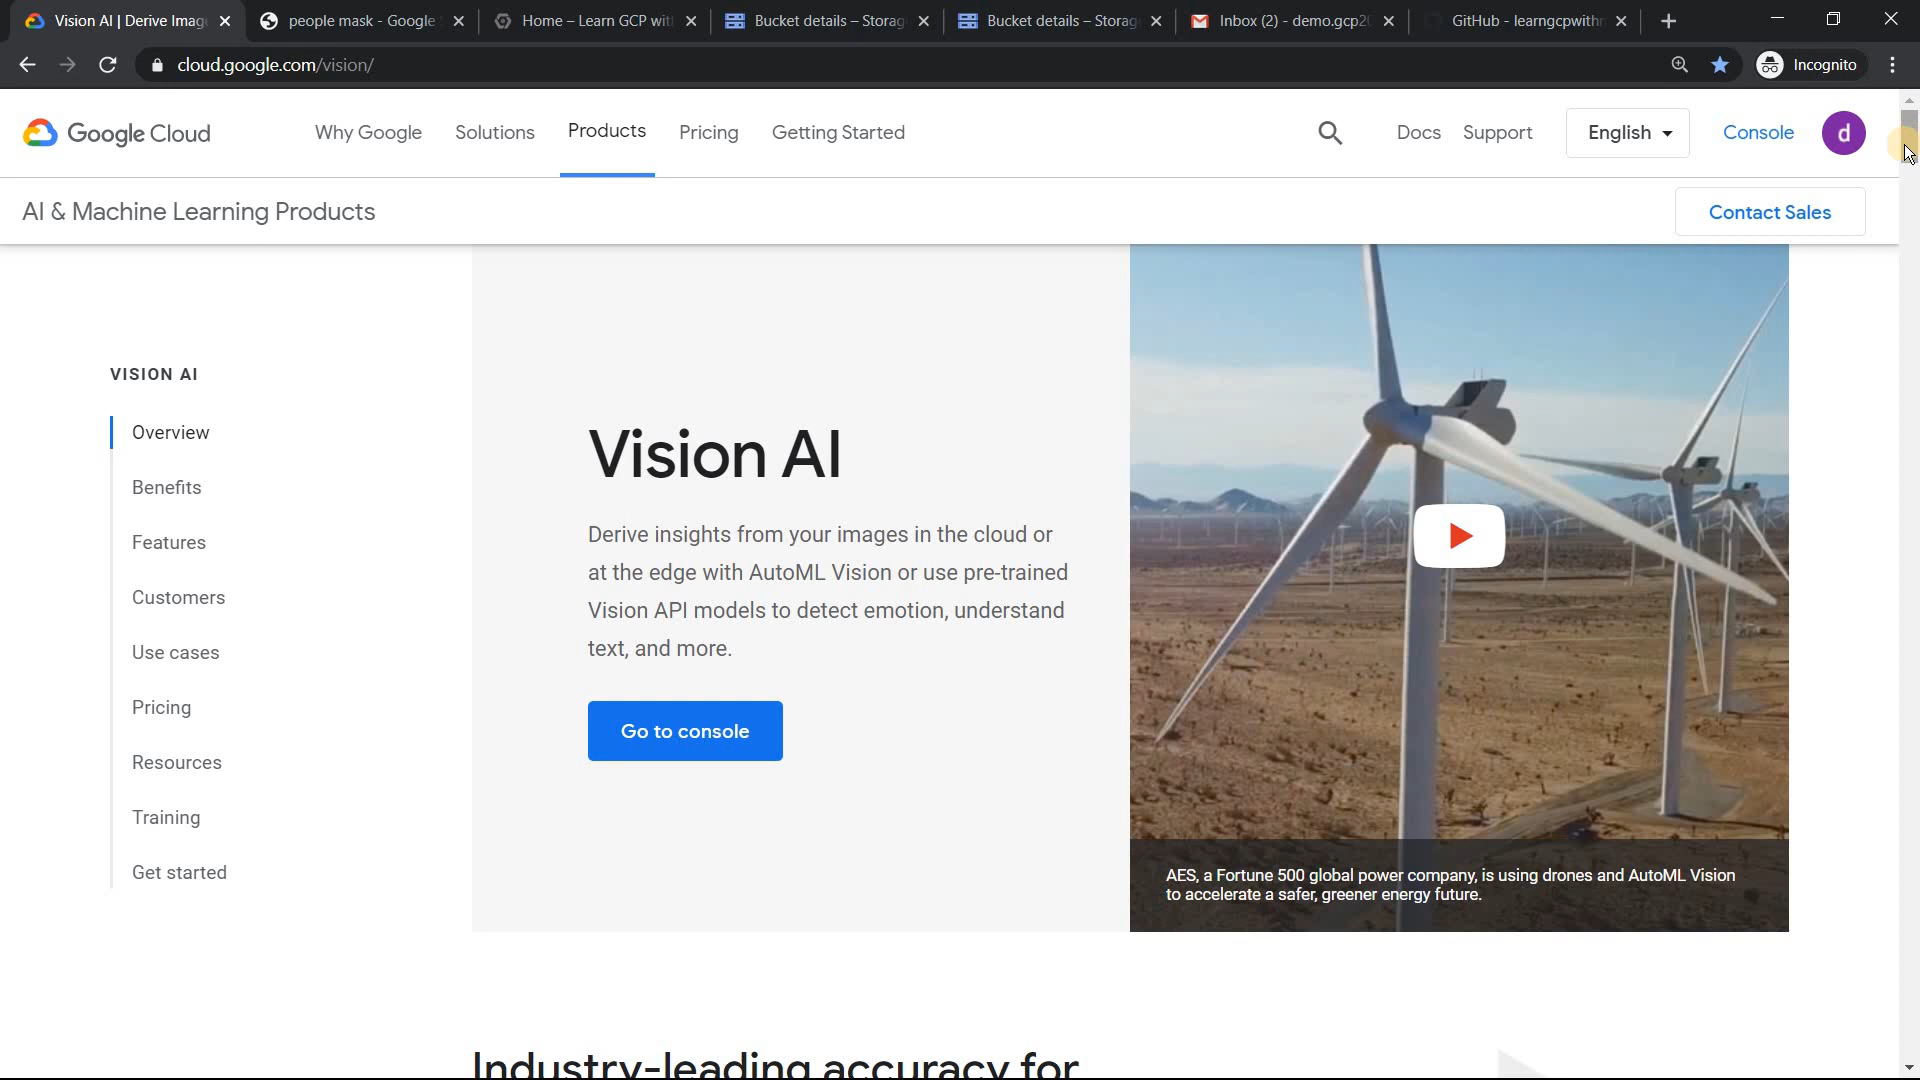 Vision AI | Derive Imag
people mask - Google
Home – Learn GCP wit
Bucket details – Storag
Bucket details – Storag
Inbox (2) - demo.gcp2
GitHub - learngcpwith
cloud.google.com/vision/
Incognito
Google Cloud
Why Google
Solutions
Products
Pricing
Getting Started
Docs
Support
English
Console
d
AI & Machine Learning Products
Contact Sales
VISION AI
Overview
Benefits
Features
Customers
Use cases
Pricing
Resources
Training
Get started
Vision AI
Derive insights from your images in the cloud or
at the edge with AutoML Vision or use pre-trained
Vision API models to detect emotion, understand
text, and more.
Go to console
AES, a Fortune 500 global power company, is using drones and AutoML Vision
to accelerate a safer, greener energy future.
Industry-leading accuracy for